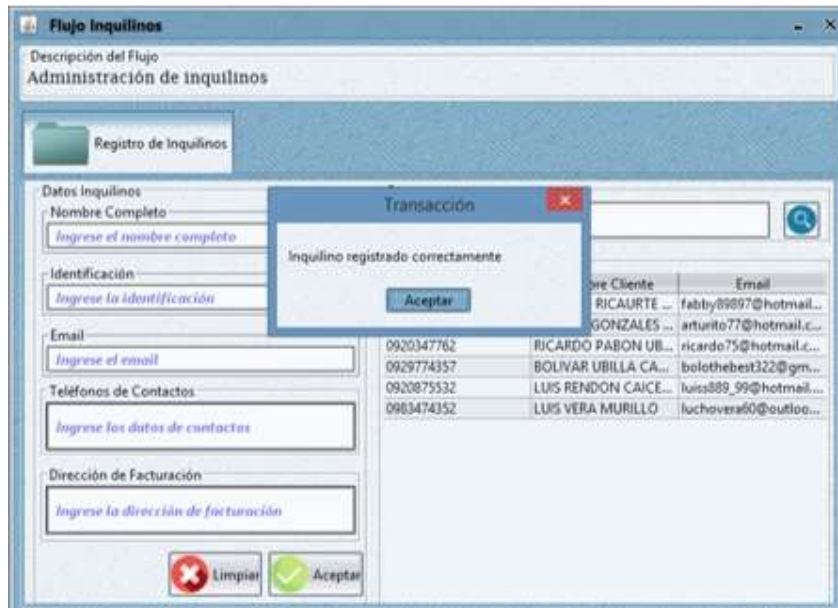 Flujo Inquilinos
Descripción del Flujo
Administración de inquilinos
Registro de Inquilinos
Datos Inquilinos
Nombre Completo
Ingrese el nombre completo
Identificación
Ingrese la identificación
Email
Ingrese el email
Teléfonos de Contactos
Ingrese los datos de contactos
Dirección de Facturación
Ingrese la dirección de facturación
Limpiar Aceptar
Transacción
Inquilino registrado correctamente
Aceptar
Cliente Email
RICAURTE ... fabby89897@hotmail...
GONZALES ... arturito77@hotmail.c...
0920347762 RICARDO PABON UB... ricardo75@hotmail.c...
0929774357 BOLIVAR UBILLA CA... bolothebest322@gm...
0920875532 LUIS RENDON CAICE... luiss889_99@hotmail....
0983474352 LUIS VERA MURILLO luchovera60@outloo...